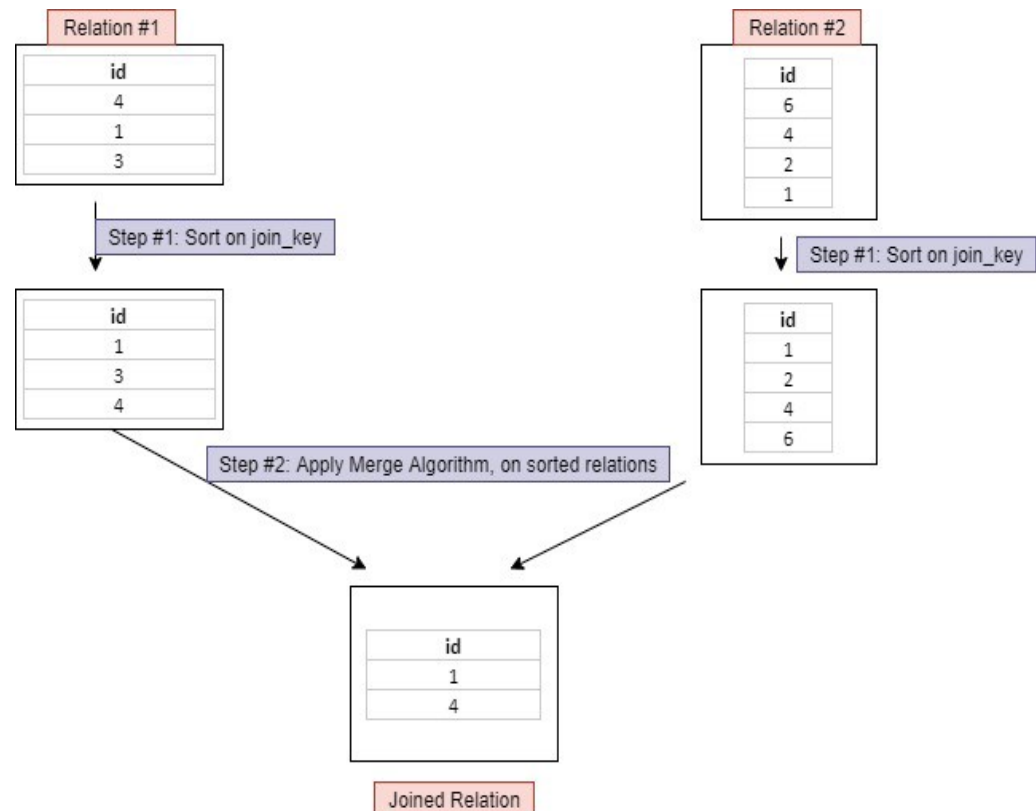 Relation #1
id
4
1
3
Relation #2
id
6
4
2
1
Step #1: Sort on join_key
Step #1: Sort on join_key
id
1
3
4
id
1
2
4
6
Step #2: Apply Merge Algorithm, on sorted relations
id
1
4
Joined Relation